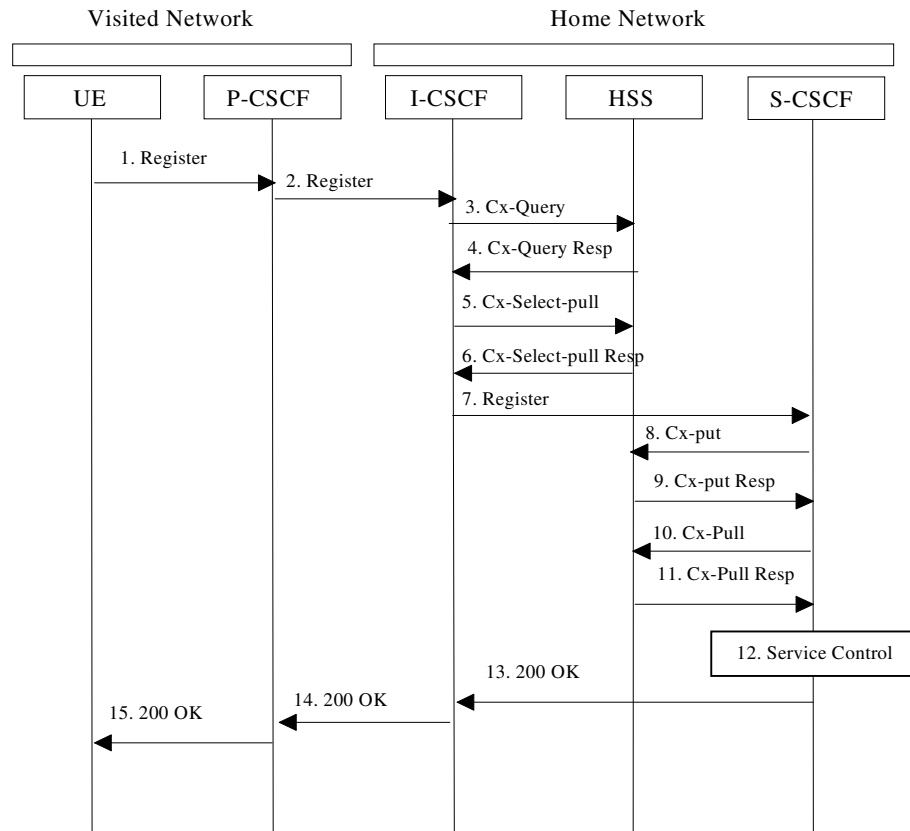 Visited Network
Home Network
UE
P-CSCF
I-CSCF
HSS
S-CSCF
1. Register
2. Register
3. Cx-Query
4. Cx-Query Resp
5. Cx-Select-pull
6. Cx-Select-pull Resp
7. Register
8. Cx-put
9. Cx-put Resp
10. Cx-Pull
11. Cx-Pull Resp
12. Service Control
13. 200 OK
14. 200 OK
15. 200 OK